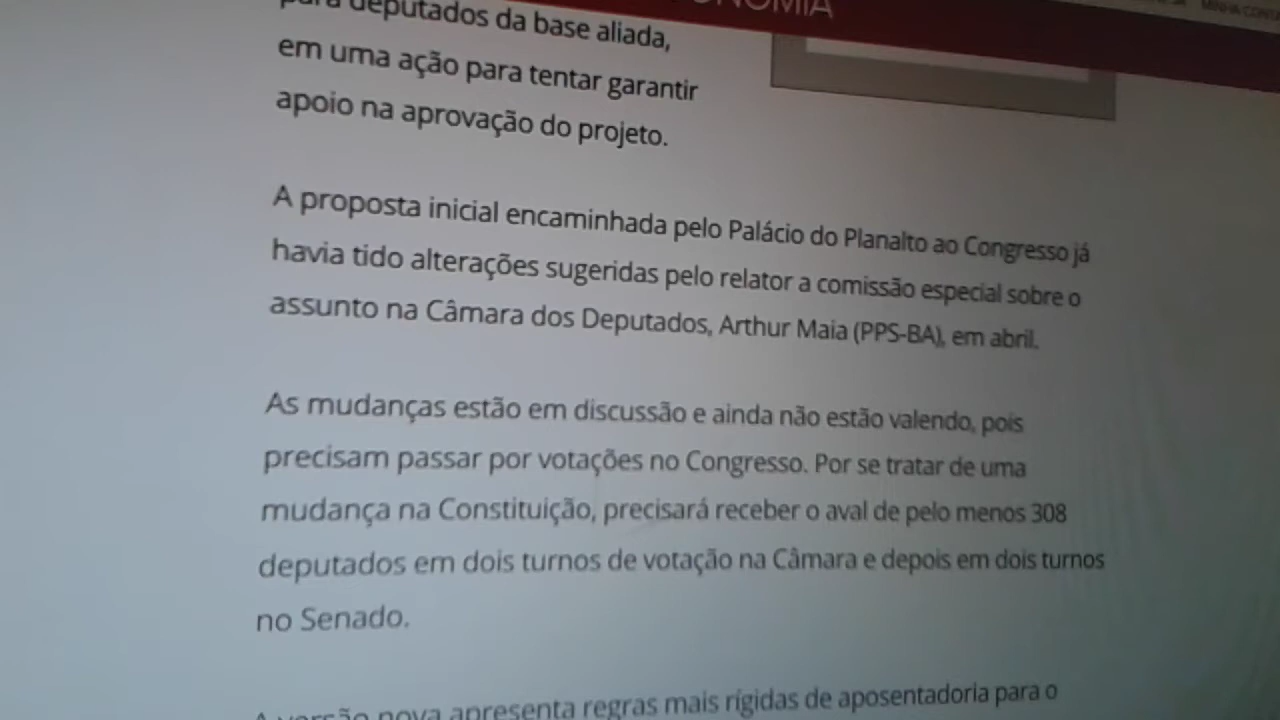 MINHA CONTA
para deputados da base aliada,
em uma ação para tentar garantir
apoio na aprovação do projeto.
A proposta inicial encaminhada pelo Palácio do Planalto ao Congresso já
havia tido alterações sugeridas pelo relator a comissão especial sobre o
assunto na Câmara dos Deputados, Arthur Maia (PPS-BA), em abril.
As mudanças estão em discussão e ainda não estão valendo, pois
precisam passar por votações no Congresso. Por se tratar de uma
mudança na Constituição, precisará receber o aval de pelo menos 308
deputados em dois turnos de votação na Câmara e depois em dois turnos
no Senado.
A versão nova apresenta regras mais rígidas de aposentadoria para o